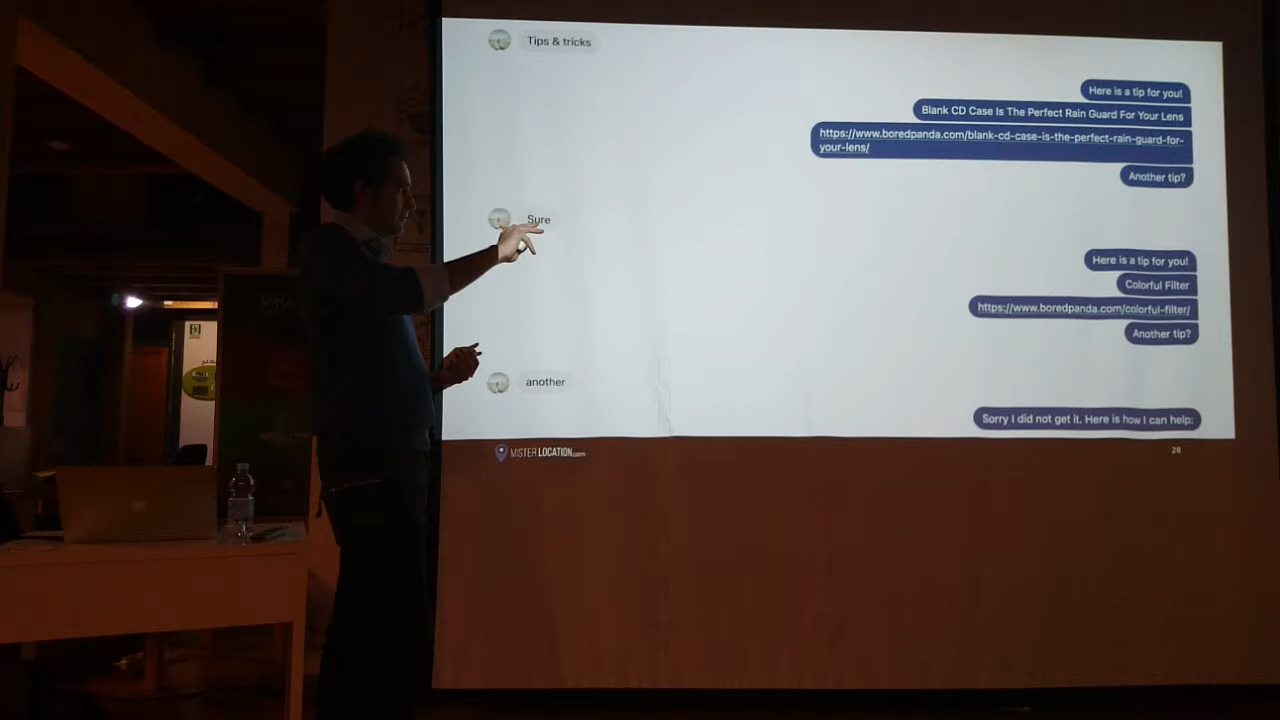 Tips & tricks
Here is a tip for you!
Blank CD Case Is The Perfect Rain Guard For Your Lens
https://www.boredpanda.com/blank-cd-case-is-the-perfect-rain-guard-for-
your-lens/
Another tip?
Sure
Here is a tip for you!
Colorful Filter
https://www.boredpanda.com/colorful-filter/
Another tip?
another
Sorry I did not get it. Here is how I can help:
MISTER LOCATION.com
28